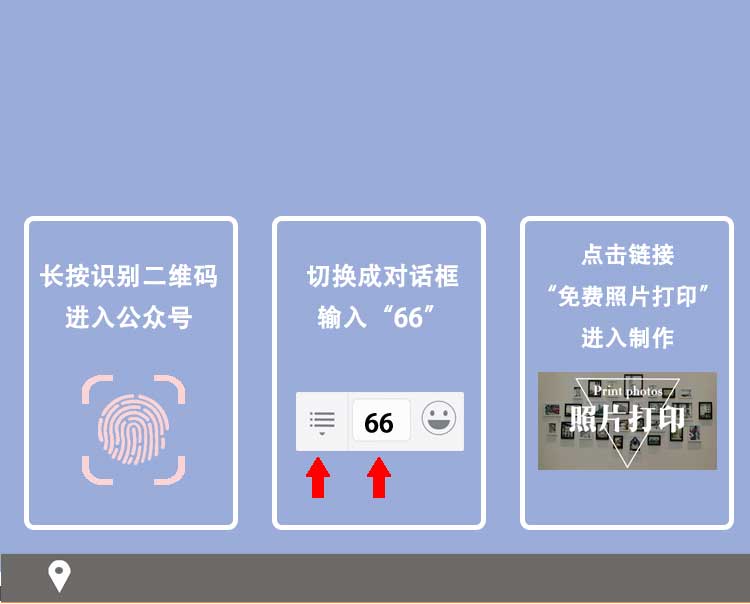 长按识别二维码
进入公众号
切换成对话框
输入“66”
66
点击链接
“免费照片打印”
进入制作
Print photos
照片打印